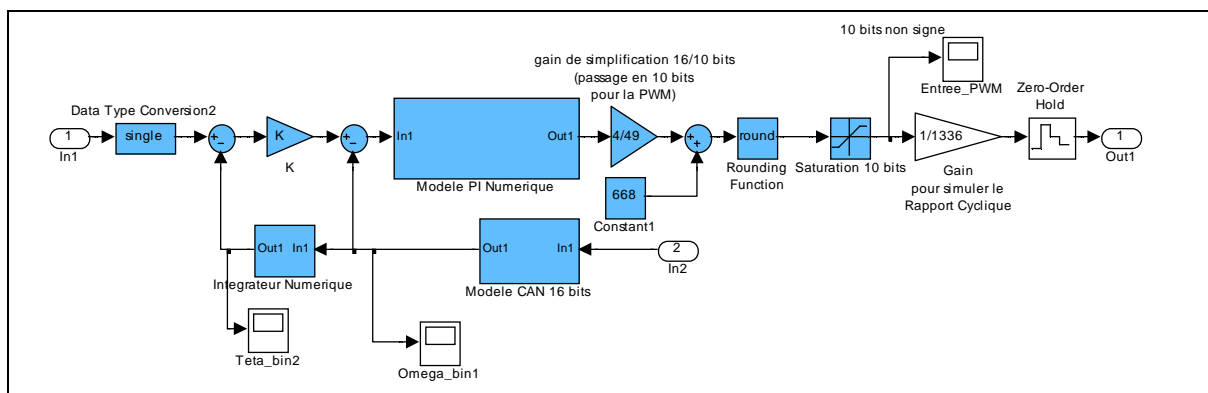 10 bits non signe
gain de simplification 16/10 bits
(passage en 10 bits
pour la PWM)
Entree_PWM
Zero-Order
Hold
Data Type Conversion2
1
In1
single
+
−
K
K
+
−
In1
Out1
Modele PI Numerique
4/49
+
+
round
Rounding
Function
Saturation 10 bits
1/1336
Gain
pour simuler le
Rapport Cyclique
1
Out1
668
Constant1
Out1
In1
Integrateur Numerique
Out1
In1
Modele CAN 16 bits
2
In2
Teta_bin2
Omega_bin1